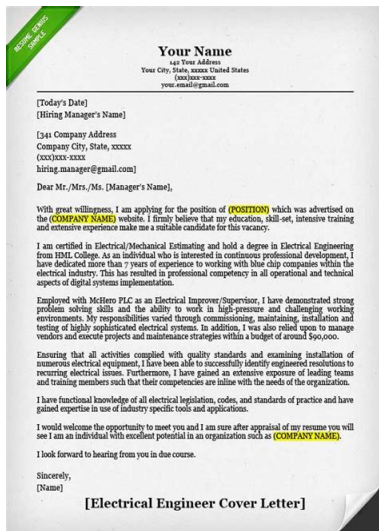 RESUME GENIUS
SAMPLE
Your Name
142 Your Address
Your City, State, xxxxx United States
(xxx)xxx-xxxx
your.email@gmail.com
[Today's Date]
[Hiring Manager's Name]
[341 Company Address
Company City, State, xxxxx
(xxx)xxx-xxxx
hiring.manager@gmail.com]
Dear Mr./Mrs./Ms. [Manager's Name],
With great willingness, I am applying for the position of (POSITION) which was advertised on
the (COMPANY NAME) website. I firmly believe that my education, skill-set, intensive training
and extensive experience make me a suitable candidate for this vacancy.
I am certified in Electrical/Mechanical Estimating and hold a degree in Electrical Engineering
from HML College. As an individual who is interested in continuous professional development, I
have dedicated more than 7 years of experience to working with blue chip companies within the
electrical industry. This has resulted in professional competency in all operational and technical
aspects of digital systems implementation.
Employed with McHero PLC as an Electrical Improver/Supervisor, I have demonstrated strong
problem solving skills and the ability to work in high-pressure and challenging working
environments. My responsibilities varied through commissioning, maintaining, installation and
testing of highly sophisticated electrical systems. In addition, I was also relied upon to manage
vendors and execute projects and maintenance strategies within a budget of around $90,000.
Ensuring that all activities complied with quality standards and examining installation of
numerous electrical equipment, I have been able to successfully identify engineered resolutions to
recurring electrical issues. Furthermore, I have gained an extensive exposure of leading teams
and training members such that their competencies are inline with the needs of the organization.
I have functional knowledge of all electrical legislation, codes, and standards of practice and have
gained expertise in use of industry specific tools and applications.
I would welcome the opportunity to meet you and I am sure after appraisal of my resume you will
see I am an individual with excellent potential in an organization such as (COMPANY NAME).
I look forward to hearing from you in due course.
Sincerely,
[Name]
[Electrical Engineer Cover Letter]